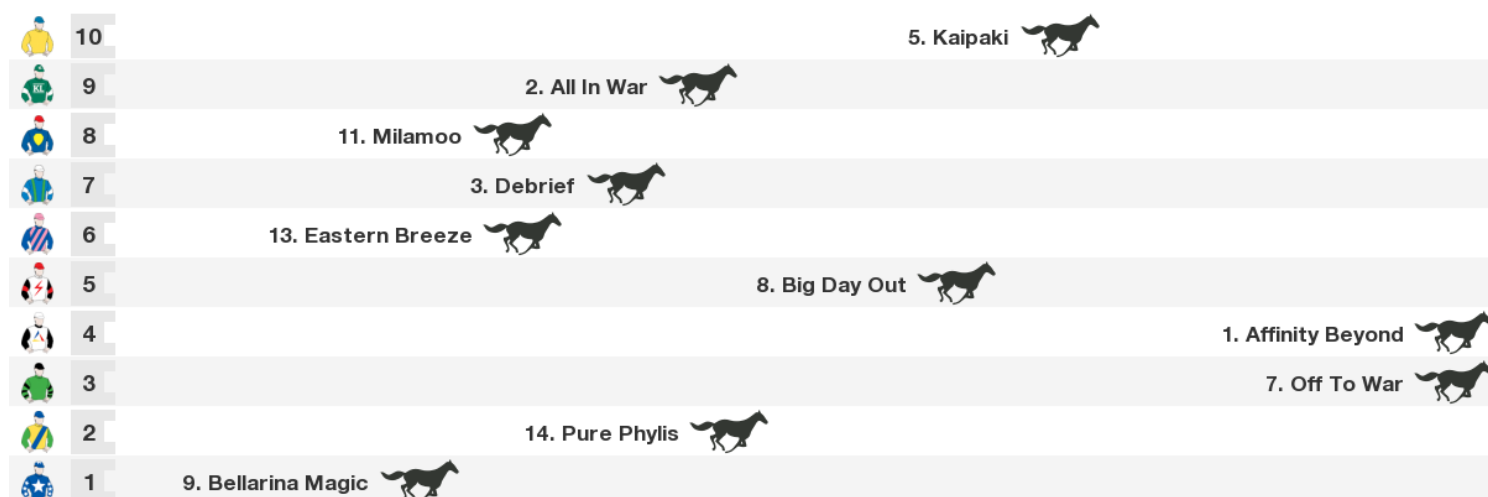 10 5. Kaipaki
9 2. All In War
8 11. Milamoo
7 3. Debrief
6 13. Eastern Breeze
5 8. Big Day Out
4 1. Affinity Beyond
3 7. Off To War
2 14. Pure Phylis
1 9. Bellarina Magic